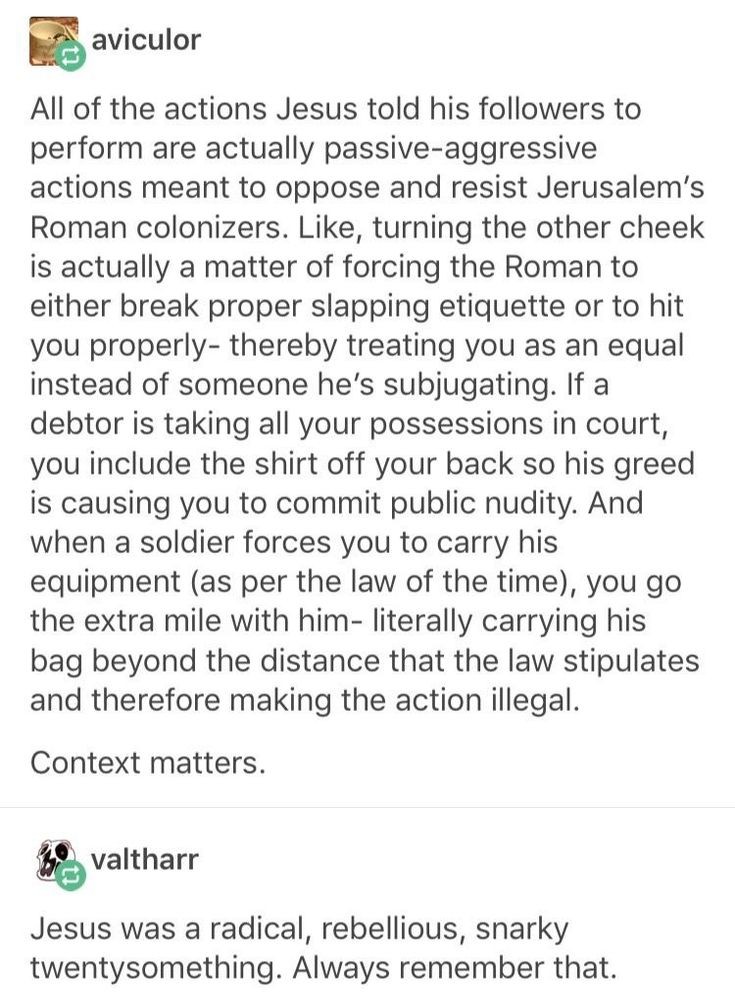 aviculor
All of the actions Jesus told his followers to
perform are actually passive-aggressive
actions meant to oppose and resist Jerusalem's
Roman colonizers. Like, turning the other cheek
is actually a matter of forcing the Roman to
either break proper slapping etiquette or to hit
you properly- thereby treating you as an equal
instead of someone he's subjugating. If a
debtor is taking all your possessions in court,
you include the shirt off your back so his greed
is causing you to commit public nudity. And
when a soldier forces you to carry his
equipment (as per the law of the time), you go
the extra mile with him- literally carrying his
bag beyond the distance that the law stipulates
and therefore making the action illegal.
Context matters.
valtharr
Jesus was a radical, rebellious, snarky
twentysomething. Always remember that.